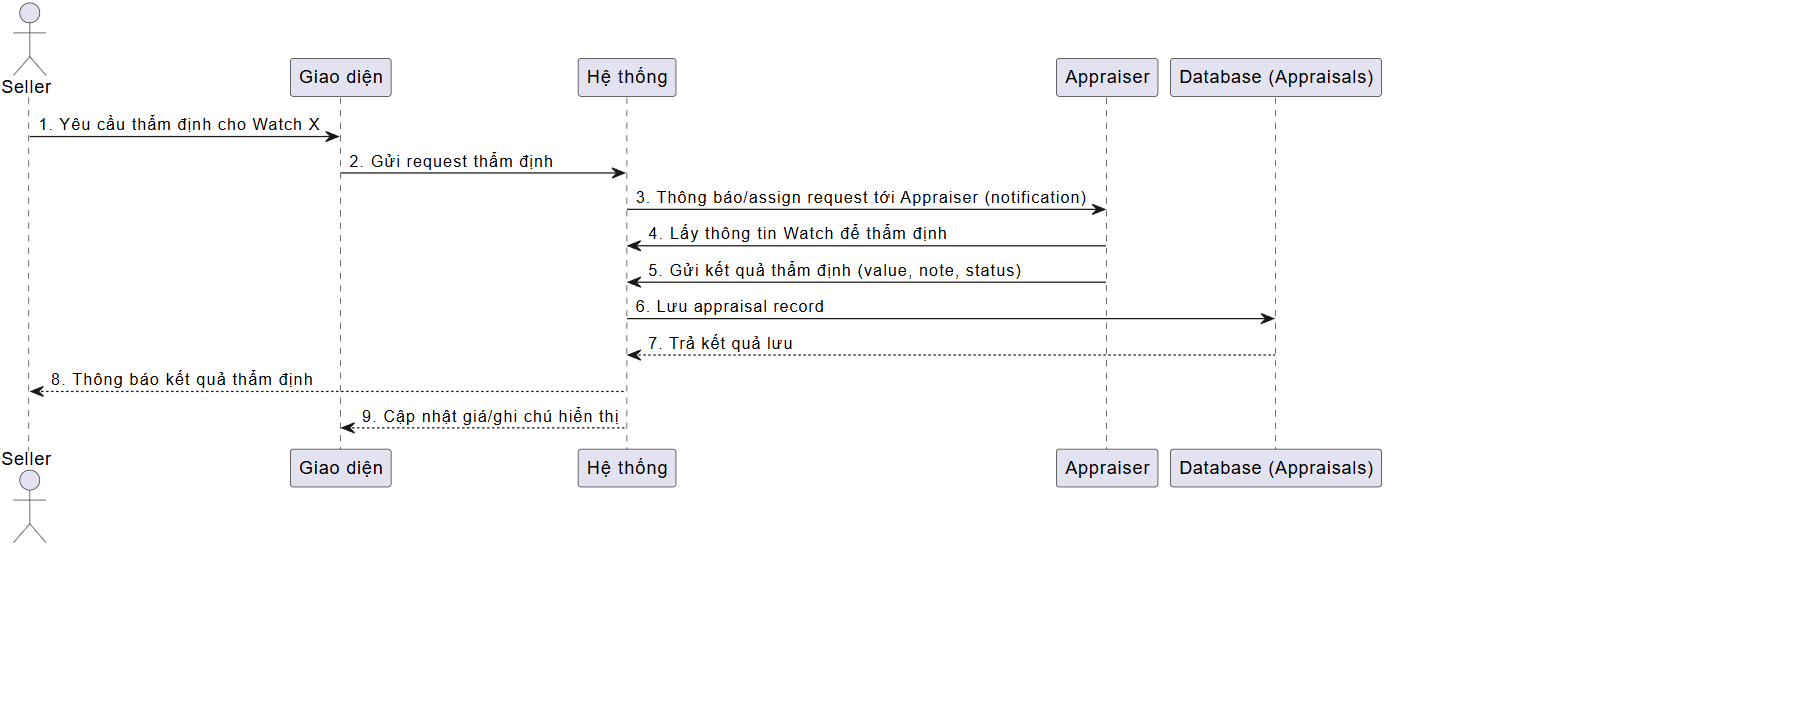 Seller
Giao diện
Hệ thống
Appraiser
Database (Appraisals)
1. Yêu cầu thẩm định cho Watch X
2. Gửi request thẩm định
3. Thông báo/assign request tới Appraiser (notification)
4. Lấy thông tin Watch để thẩm định
5. Gửi kết quả thẩm định (value, note, status)
6. Lưu appraisal record
7. Trả kết quả lưu
8. Thông báo kết quả thẩm định
9. Cập nhật giá/ghi chú hiển thị
Seller
Giao diện
Hệ thống
Appraiser
Database (Appraisals)